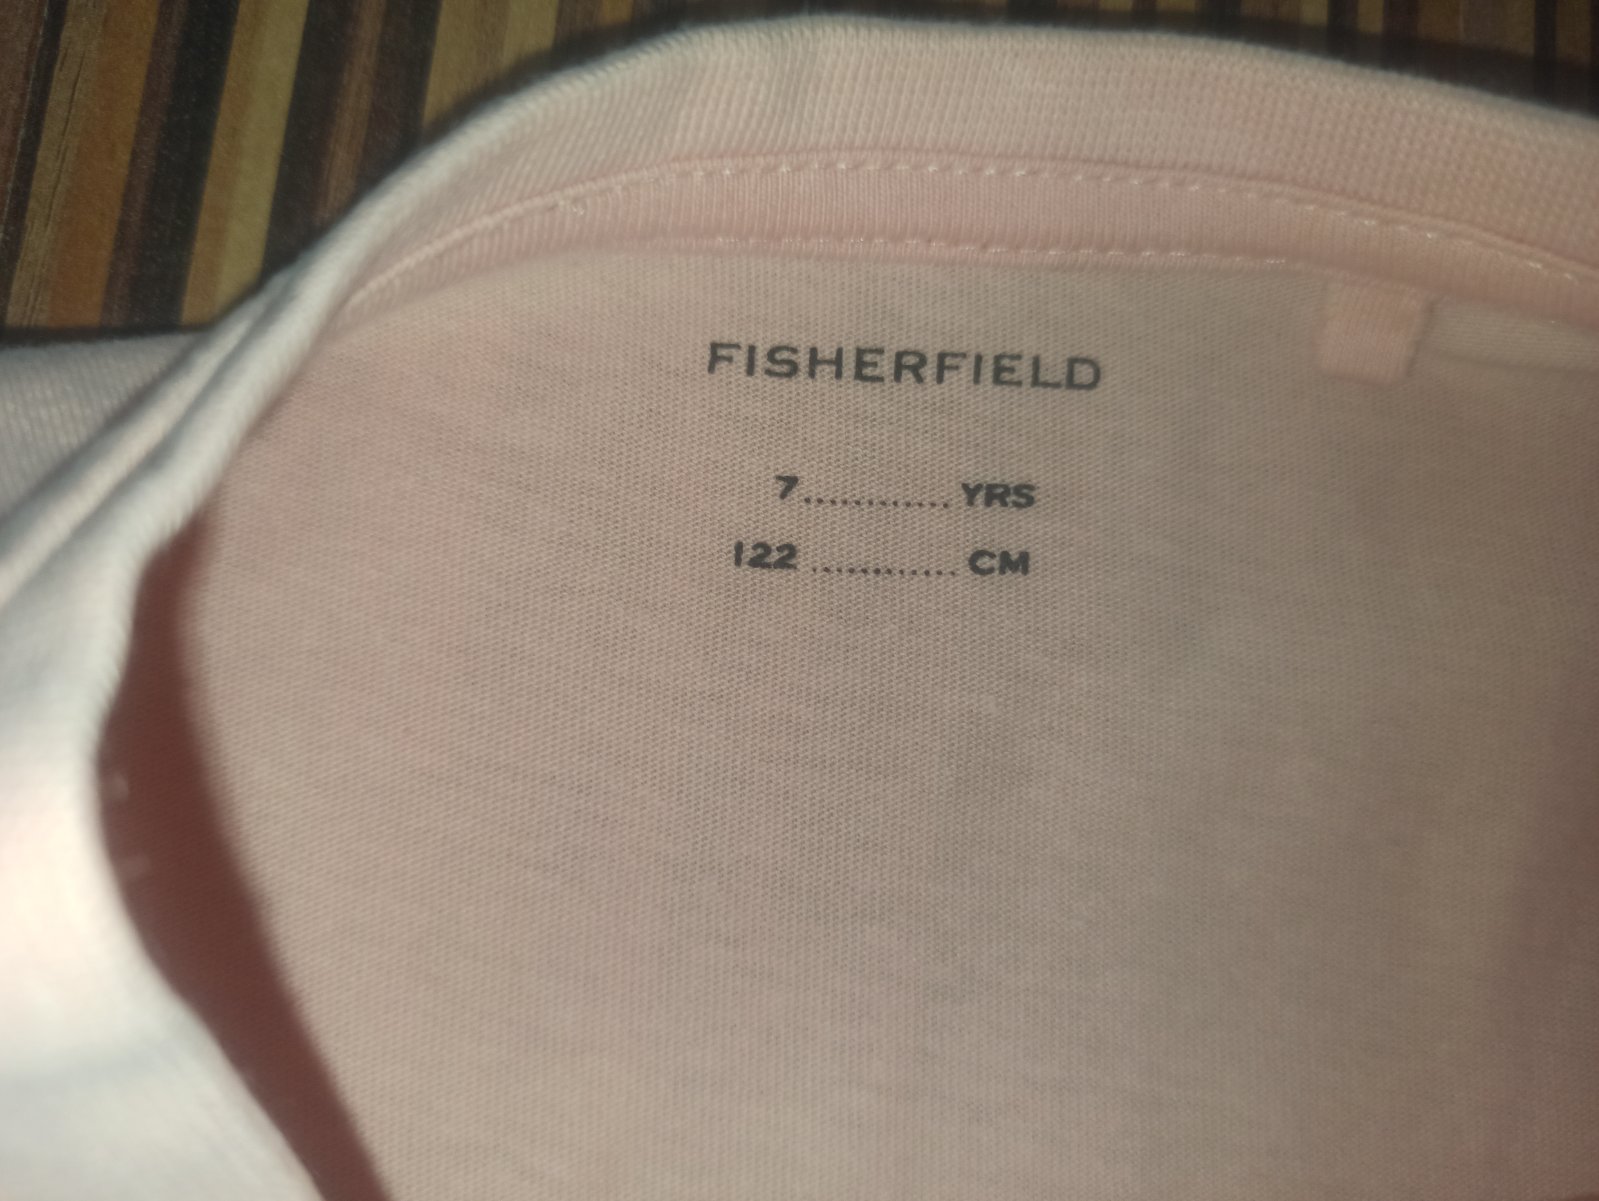 FISHERFIELD
7............ YRS
122 ............ CM